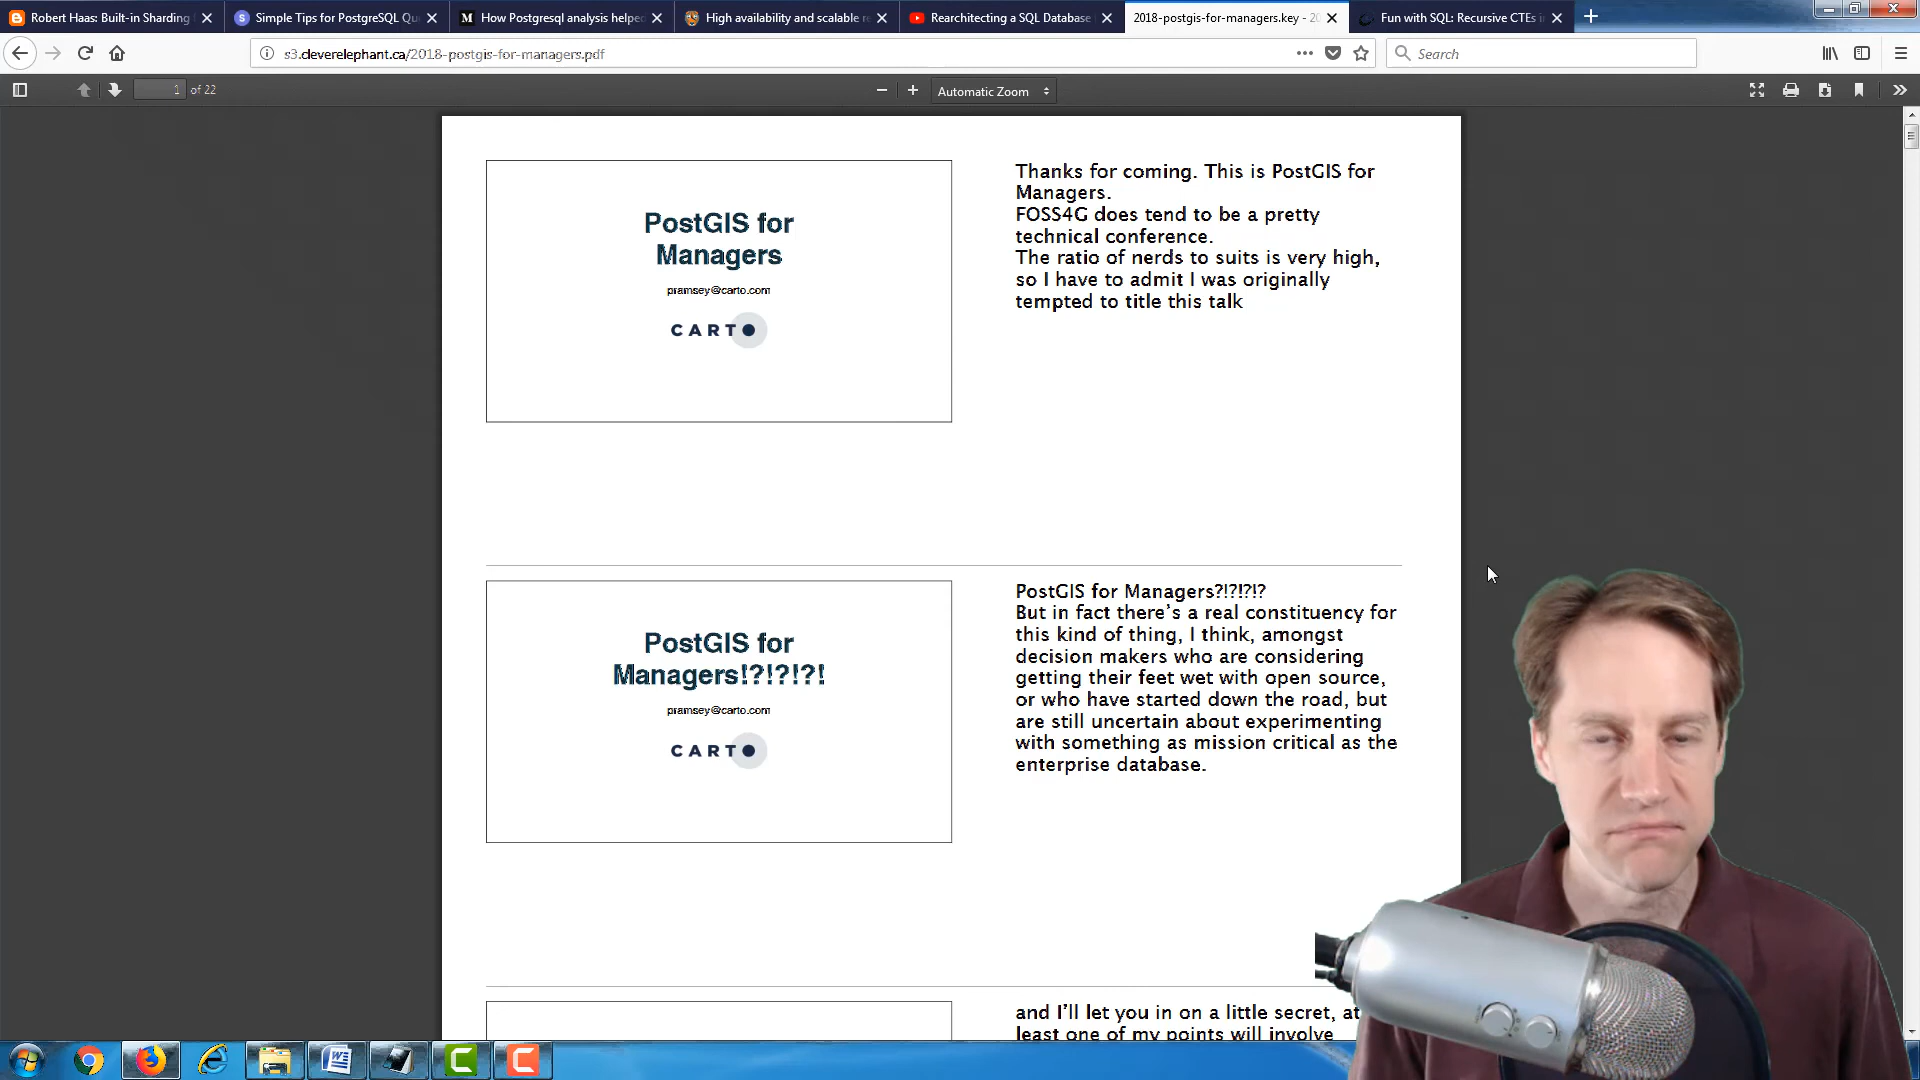 Robert Haas: Built-in Sharding
Simple Tips for PostgreSQL Qu
How Postgresql analysis helped
High availability and scalable re
Rearchitecting a SQL Database
2018-postgis-for-managers.key - 20
Fun with SQL: Recursive CTEs in
s3.cleverelephant.ca/2018-postgis-for-managers.pdf
Search
1 of 22
Automatic Zoom
PostGIS for
Managers
pramsey@carto.com
CARTO
Thanks for coming. This is PostGIS for
Managers.
FOSS4G does tend to be a pretty
technical conference.
The ratio of nerds to suits is very high,
so I have to admit I was originally
tempted to title this talk
PostGIS for
Managers!?!?!?!
pramsey@carto.com
CARTO
PostGIS for Managers?!?!?!?
But in fact there's a real constituency for
this kind of thing, I think, amongst
decision makers who are considering
getting their feet wet with open source,
or who have started down the road, but
are still uncertain about experimenting
with something as mission critical as the
enterprise database.
and I'll let you in on a little secret, at
least one of my points will involve